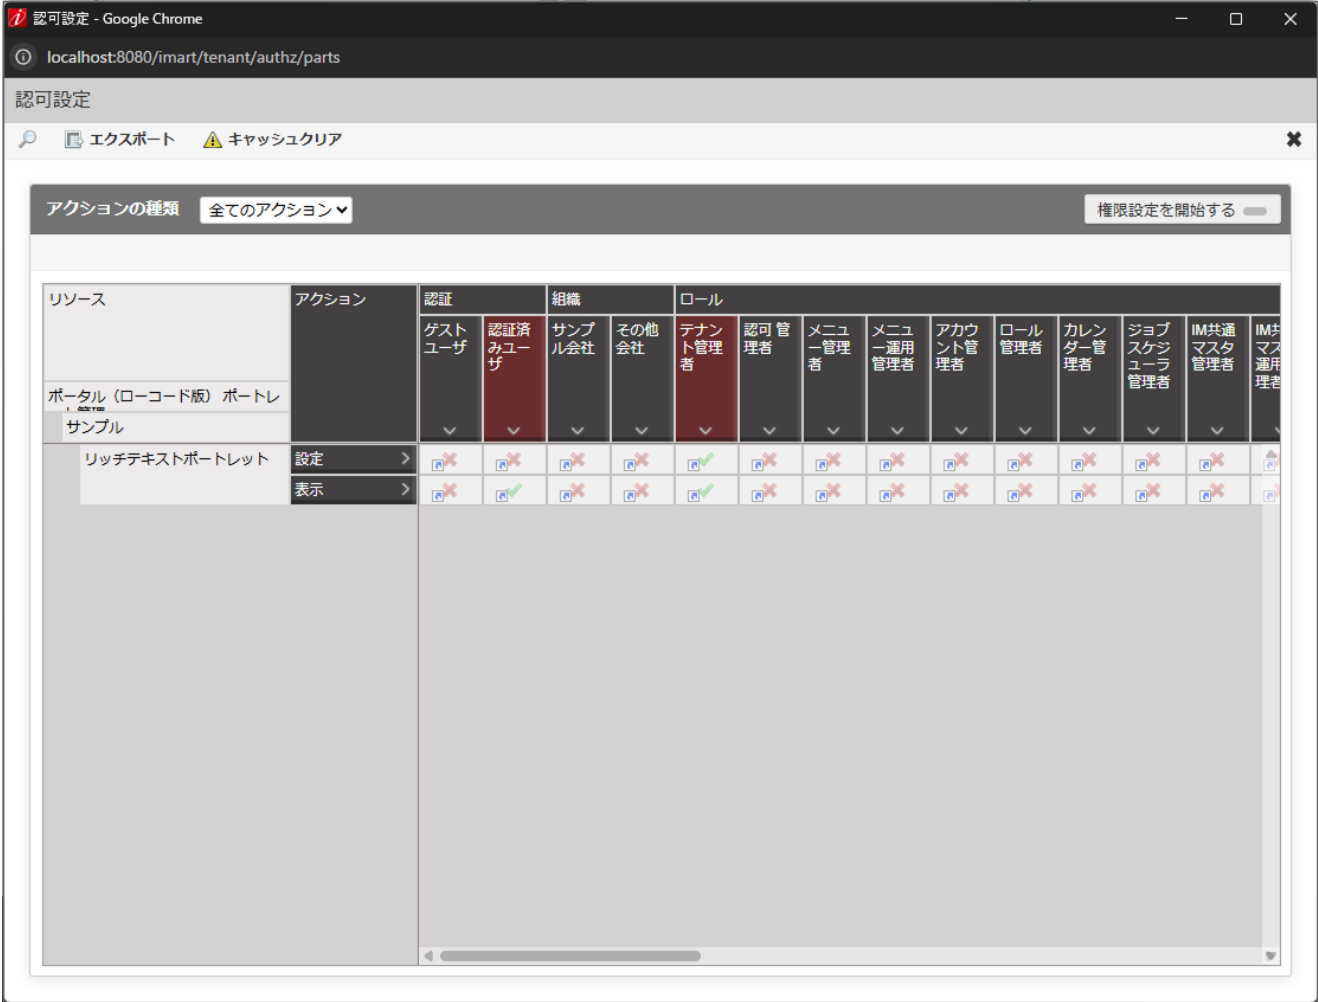 認可設定 - Google Chrome
localhost:8080/imart/tenant/authz/parts
認可設定
エクスポート キャッシュクリア
アクションの種類 全てのアクション 権限設定を開始する
リソース アクション 認証 組織 ロール
ゲストユーザ
認証済みユーザ
サンプル会社
その他会社
テナント管理者
認可 管理者
メニュー管理者
メニュー運用管理者
アカウント管理者
ロール管理者
カレンダー管理者
ジョブスケジューラ管理者
IM共通マスタ管理者
ポータル（ローコード版） ポートレ
サンプル
リッチテキストポートレット 設定
表示